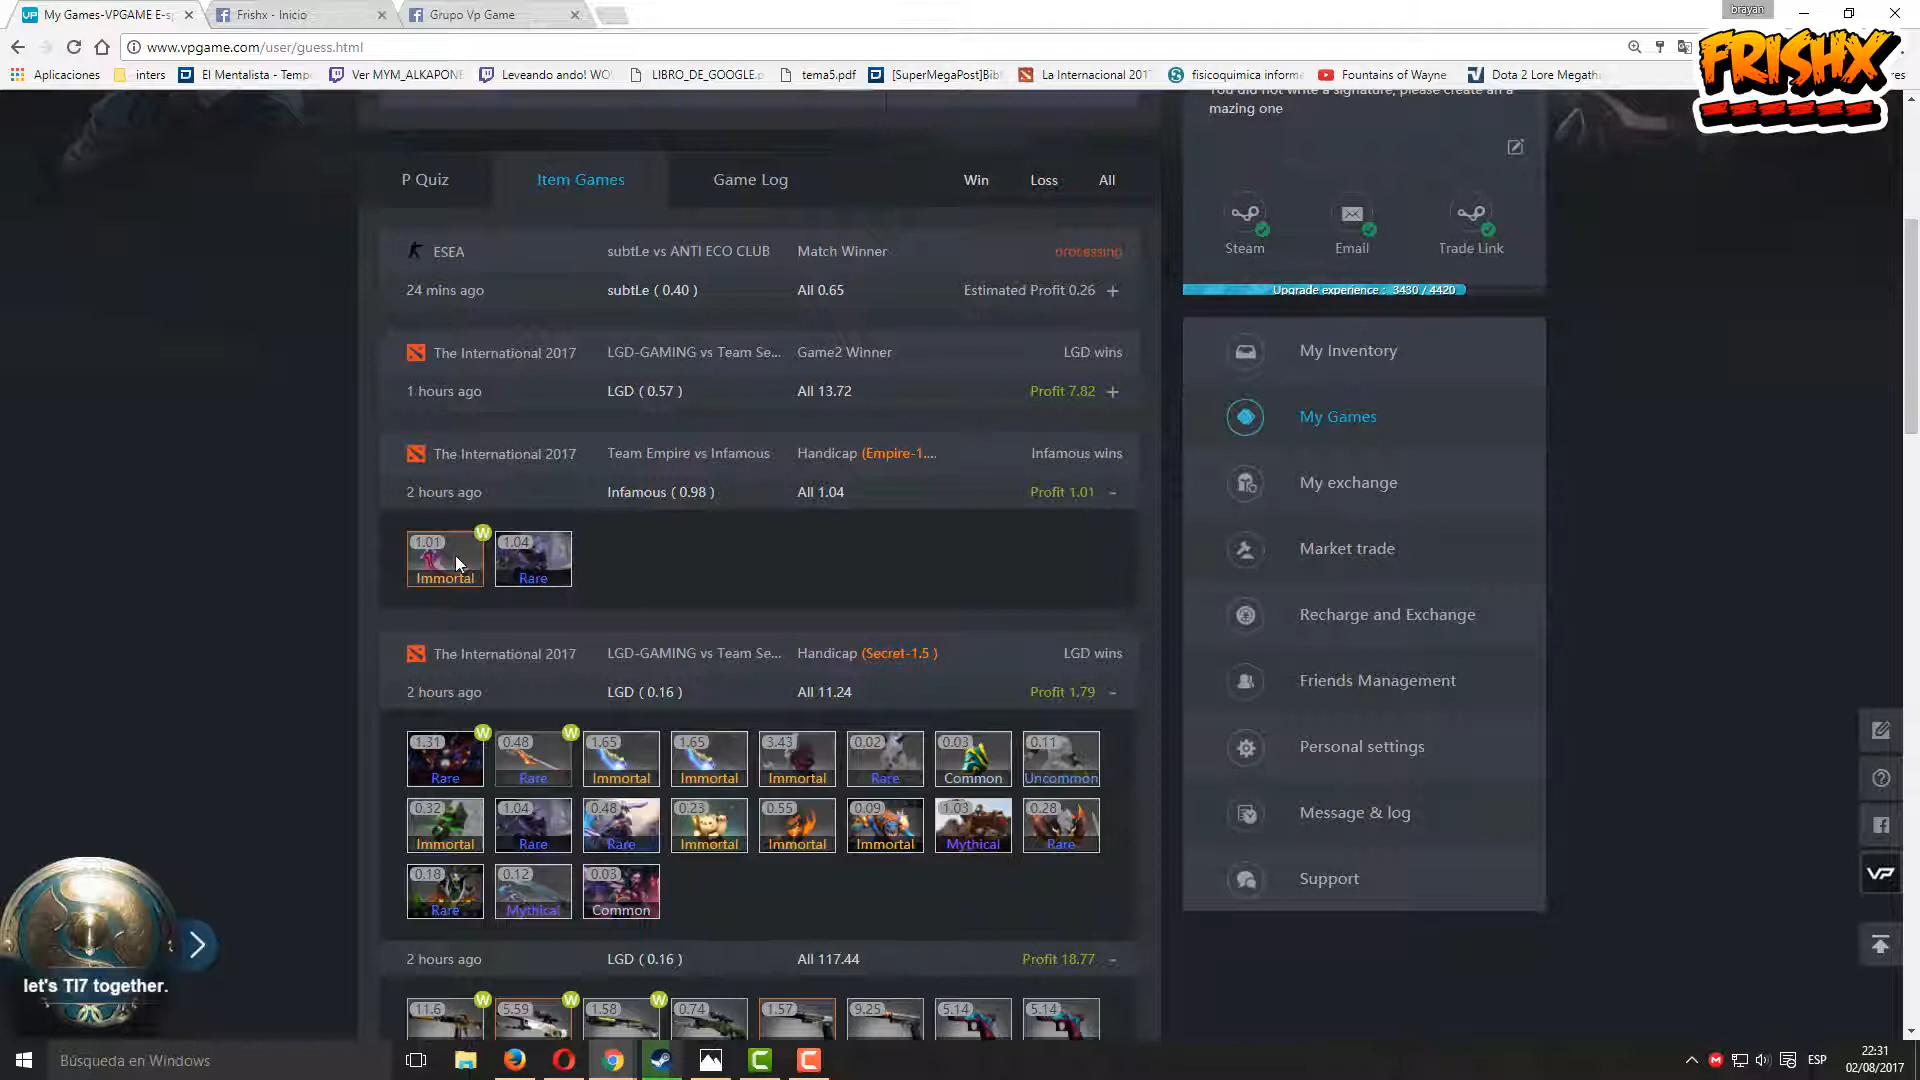 My Games-VPGAME E-s
Frishx - Inicio
Grupo Vp Game
brayan
www.vpgame.com/user/guess.html
Aplicaciones
inters
El Mentalista - Temp
Ver MYM_ALKAPONE
Leveando ando! WO
LIBRO_DE_GOOGLE.p
tema5.pdf
[SuperMegaPost]Bib
La Internacional 201
fisicoquimica inform
Fountains of Wayne
Dota 2 Lore Megath
FRISHX
You did not write a signature, please create an a
mazing one
P Quiz
Item Games
Game Log
Win
Loss
All
Steam
Email
Trade Link
Upgrade experience : 3430 / 4420
ESEA
subtLe vs ANTI ECO CLUB
Match Winner
processing
24 mins ago
subtLe ( 0.40 )
All 0.65
Estimated Profit 0.26 +
The International 2017
LGD-GAMING vs Team Se...
Game2 Winner
LGD wins
1 hours ago
LGD ( 0.57 )
All 13.72
Profit 7.82 +
The International 2017
Team Empire vs Infamous
Handicap (Empire-1....
Infamous wins
2 hours ago
Infamous ( 0.98 )
All 1.04
Profit 1.01 -
1.01 W
Immortal
1.04
Rare
The International 2017
LGD-GAMING vs Team Se...
Handicap (Secret-1.5 )
LGD wins
2 hours ago
LGD ( 0.16 )
All 11.24
Profit 1.79 -
1.31 W 0.48 W 1.65 1.65 3.43 0.02 0.03 0.11
Rare Rare Immortal Immortal Immortal Rare Common Uncommon
0.32 1.04 0.48 0.23 0.55 0.09 1.03 0.28
Immortal Rare Rare Immortal Immortal Immortal Mythical Rare
0.18 0.12 0.03
Rare Mythical Common
2 hours ago
LGD ( 0.16 )
All 117.44
Profit 18.77 -
11.6 W 5.59 W 1.58 W 0.74 1.57 9.25 5.14 5.14
My Inventory
My Games
My exchange
Market trade
Recharge and Exchange
Friends Management
Personal settings
Message & log
Support
VP
let's TI7 together.
Búsqueda en Windows
ESP
22:31
02/08/2017